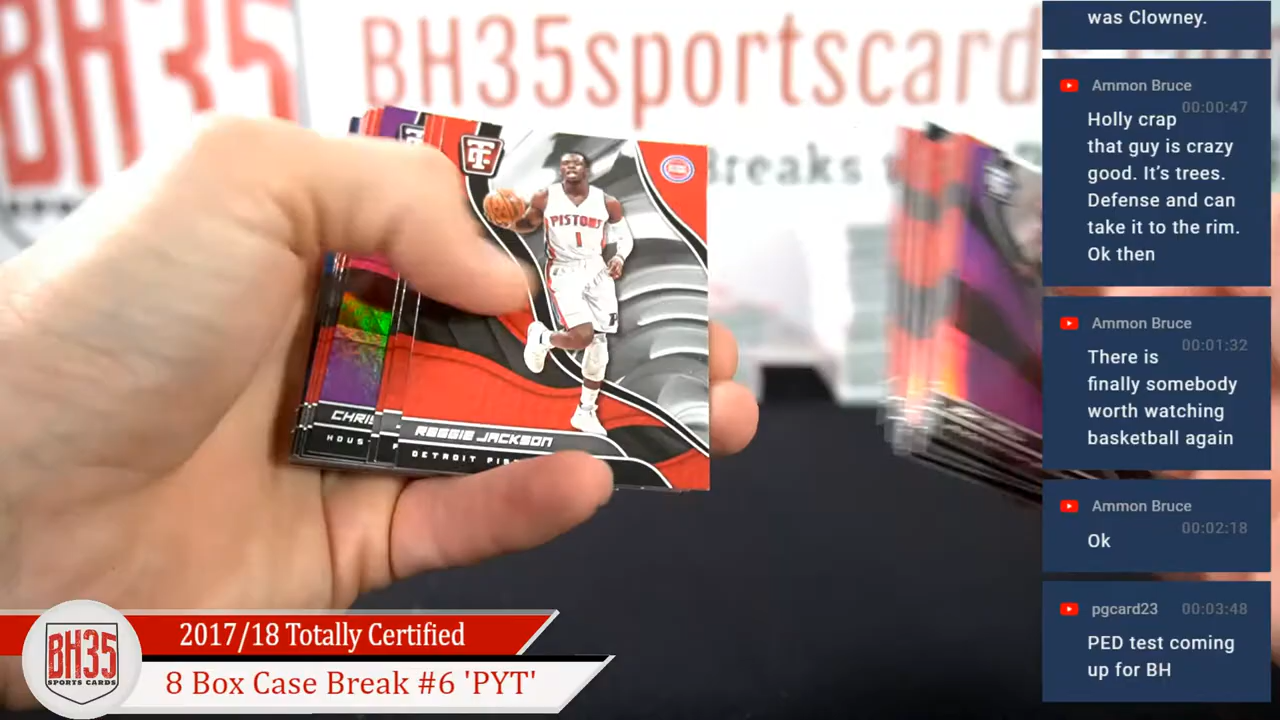 BH35
BH35sportscard
Breaks
TC
PISTONS
1
REGGIE JACKSON
DETROIT PIS
CHRIS
HOUS
was Clowney.
Ammon Bruce
00:00:47
Holly crap
that guy is crazy
good. It’s trees.
Defense and can
take it to the rim.
Ok then
Ammon Bruce
00:01:32
There is
finally somebody
worth watching
basketball again
Ammon Bruce
00:02:18
Ok
pgcard23 00:03:48
PED test coming
up for BH
BH35
SPORTS CARDS
2017/18 Totally Certified
8 Box Case Break #6 'PYT'